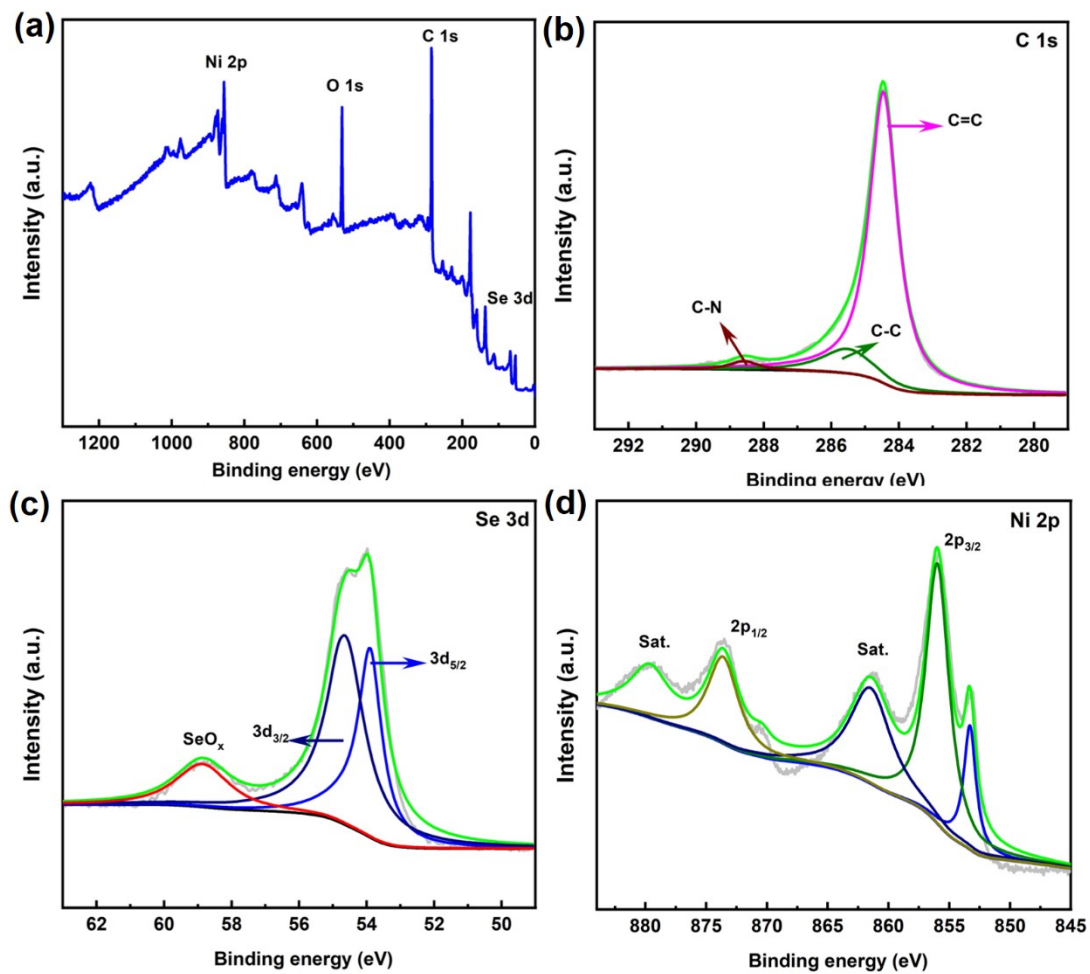 (a)
C 1s
Ni 2p
O 1s
Se 3d
Intensity (a.u.)
1200 1000 800 600 400 200 0
Binding energy (eV)
(b)
C 1s
C=C
C-N
C-C
Intensity (a.u.)
292 290 288 286 284 282 280
Binding energy (eV)
(c)
Se 3d
3d5/2
3d3/2
SeOx
Intensity (a.u.)
62 60 58 56 54 52 50
Binding energy (eV)
(d)
Ni 2p
2p3/2
2p1/2
Sat.
Sat.
Intensity (a.u.)
880 875 870 865 860 855 850 845
Binding energy (eV)